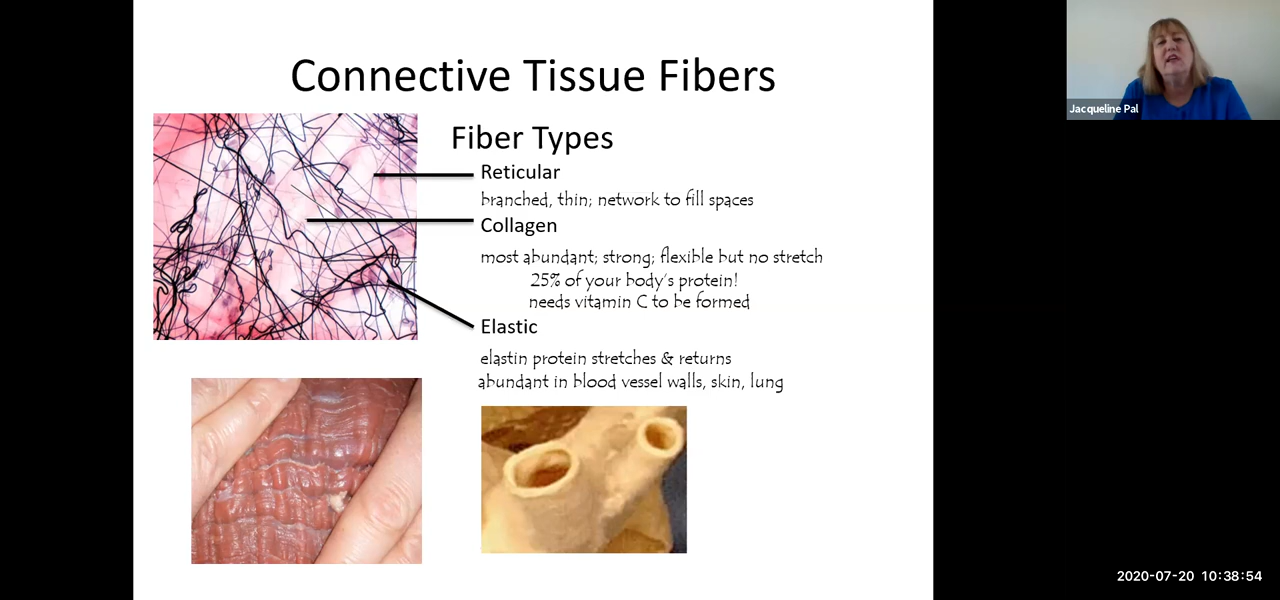 Connective Tissue Fibers
Fiber Types
Reticular
branched, thin; network to fill spaces
Collagen
most abundant; strong; flexible but no stretch
25% of your body's protein!
needs vitamin C to be formed
Elastic
elastin protein stretches & returns
abundant in blood vessel walls, skin, lung
Jacqueline Pal
2020-07-20 10:38:54